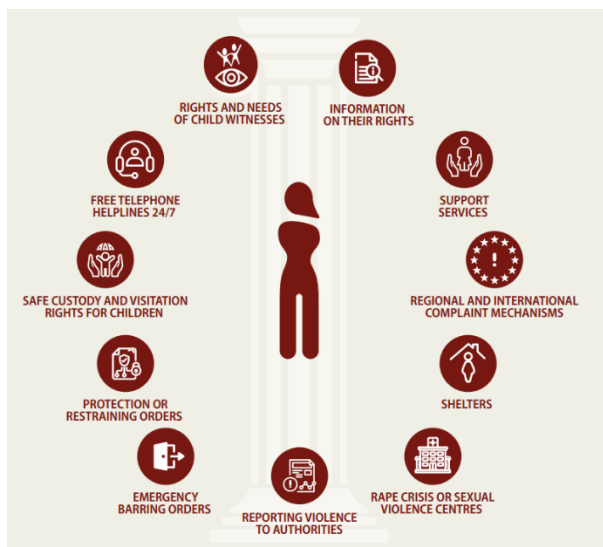 RIGHTS AND NEEDS
OF CHILD WITNESSES
INFORMATION
ON THEIR RIGHTS
FREE TELEPHONE
HELPLINES 24/7
SUPPORT
SERVICES
SAFE CUSTODY AND VISITATION
RIGHTS FOR CHILDREN
REGIONAL AND INTERNATIONAL
COMPLAINT MECHANISMS
PROTECTION OR
RESTRAINING ORDERS
SHELTERS
EMERGENCY
BARRING ORDERS
REPORTING VIOLENCE
TO AUTHORITIES
RAPE CRISIS OR SEXUAL
VIOLENCE CENTRES